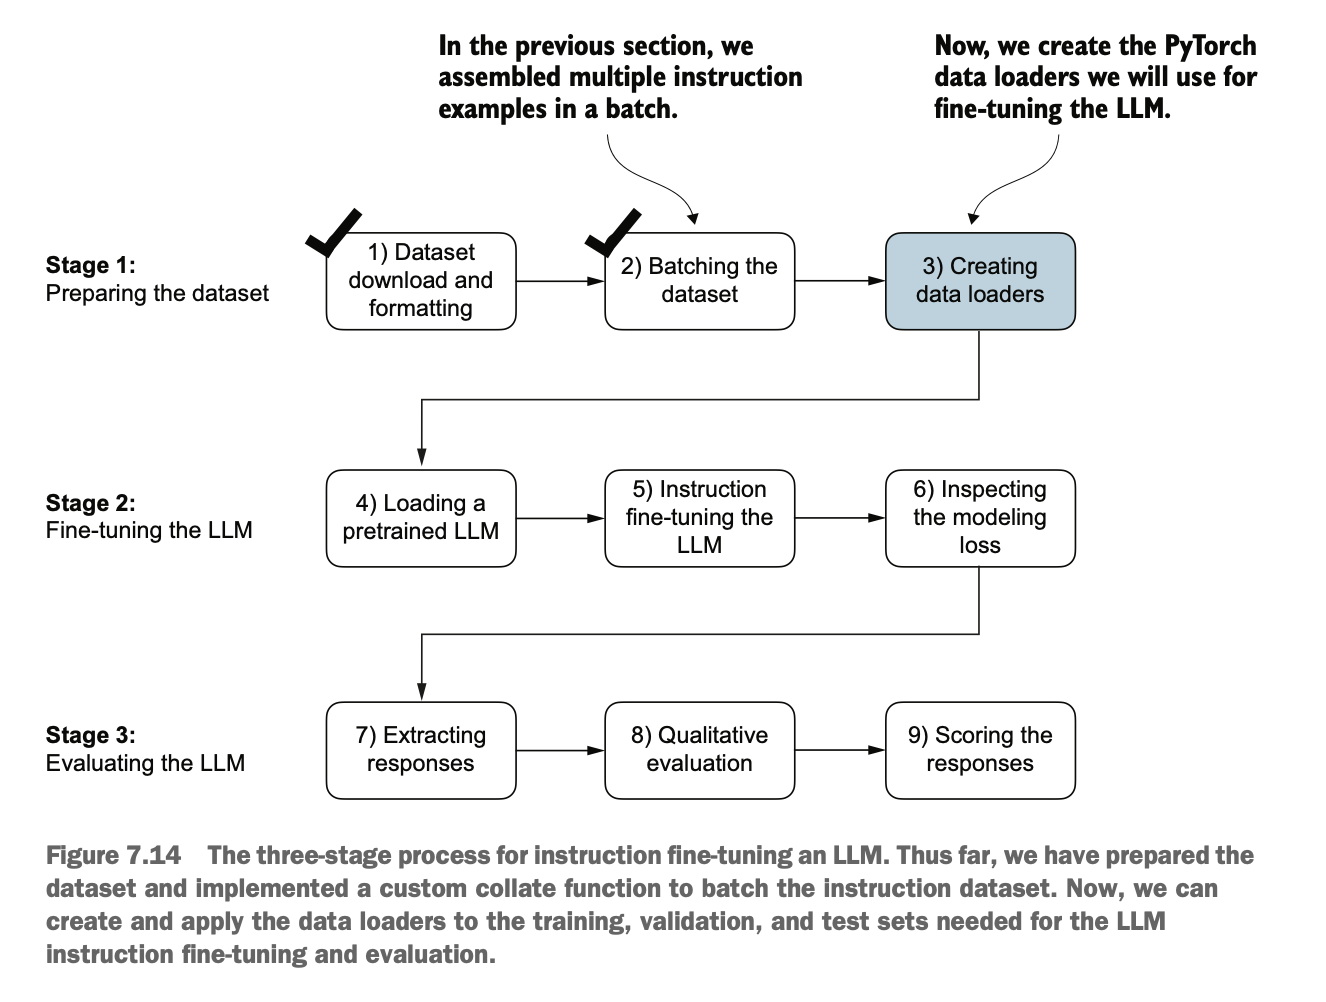 In the previous section, we
assembled multiple instruction
examples in a batch.
Now, we create the PyTorch
data loaders we will use for
fine-tuning the LLM.
Stage 1:
Preparing the dataset
1) Dataset
download and
formatting
2) Batching the
dataset
3) Creating
data loaders
Stage 2:
Fine-tuning the LLM
4) Loading a
pretrained LLM
5) Instruction
fine-tuning the
LLM
6) Inspecting
the modeling
loss
Stage 3:
Evaluating the LLM
7) Extracting
responses
8) Qualitative
evaluation
9) Scoring the
responses
Figure 7.14 The three-stage process for instruction fine-tuning an LLM. Thus far, we have prepared the
dataset and implemented a custom collate function to batch the instruction dataset. Now, we can
create and apply the data loaders to the training, validation, and test sets needed for the LLM
instruction fine-tuning and evaluation.